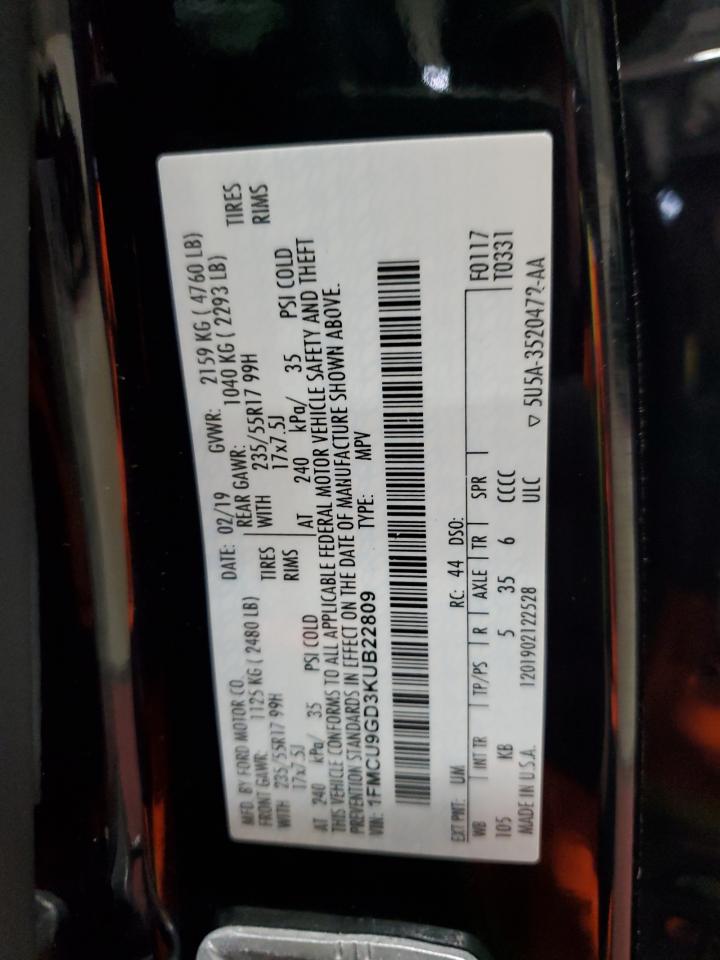 MFD. BY FORD MOTOR CO. DATE: 02/19 GVWR: 2159 KG ( 4760 LB)
FRONT GAWR: 1125 KG ( 2480 LB) REAR GAWR: 1040 KG ( 2293 LB)
WITH 235/55R17 99H TIRES WITH 235/55R17 99H TIRES
17x7.5J RIMS 17x7.5J RIMS
AT 240 kPa/ 35 PSI COLD AT 240 kPa/ 35 PSI COLD
THIS VEHICLE CONFORMS TO ALL APPLICABLE FEDERAL MOTOR VEHICLE SAFETY AND THEFT
PREVENTION STANDARDS IN EFFECT ON THE DATE OF MANUFACTURE SHOWN ABOVE.
VIN: 1FMCU9GD3KUB22809 TYPE: MPV
EXT PNT: UM RC: 44 DSO: F0117
WB INT TR TP/PS R AXLE TR SPR T0331
105 KB 5 35 6 CCCC
MADE IN U.S.A. 1201902122528 ULC ▽ 5U5A-3520472-AA